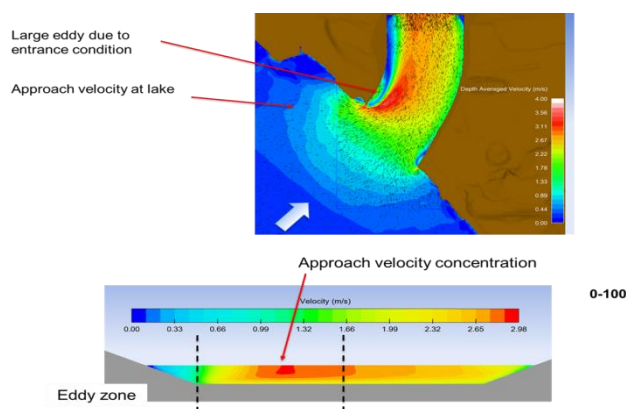 Large eddy due to
entrance condition
Approach velocity at lake
Depth Averaged Velocity (m/s)
4.00
3.56
3.11
2.67
2.22
1.78
1.33
0.89
0.44
0.00
Approach velocity concentration
0-100
Velocity (m/s)
0.00 0.33 0.66 0.99 1.32 1.66 1.99 2.32 2.65 2.98
Eddy zone